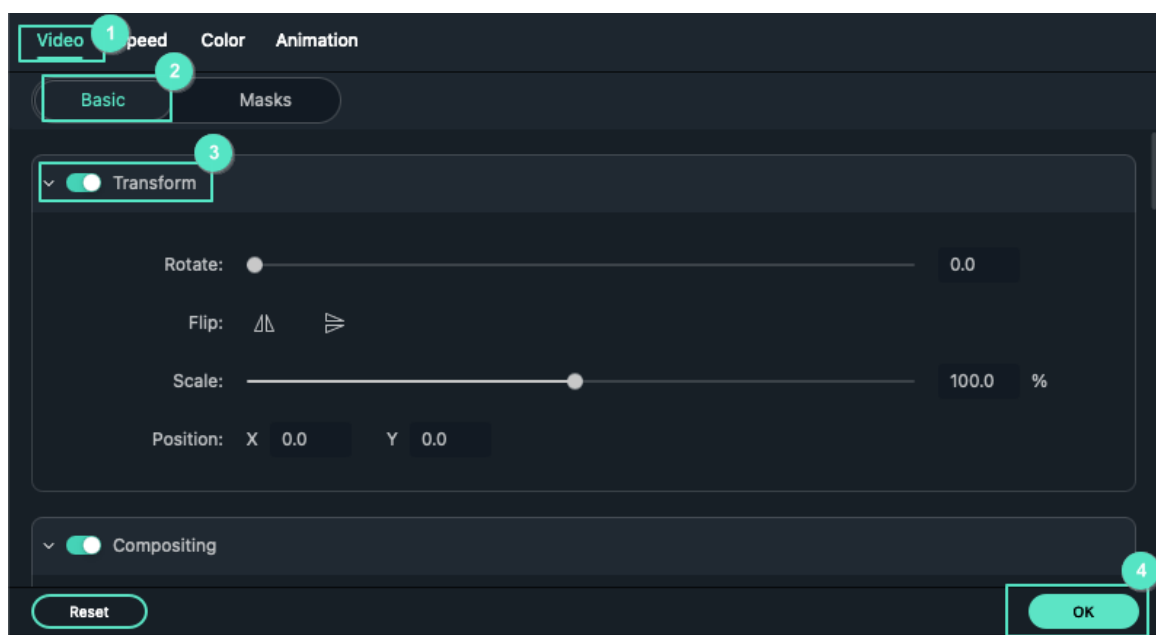 Video 1 peed Color Animation
2
Basic Masks
3
Transform
Rotate: 0.0
Flip:
Scale: 100.0 %
Position: X 0.0 Y 0.0
Compositing
4
Reset OK